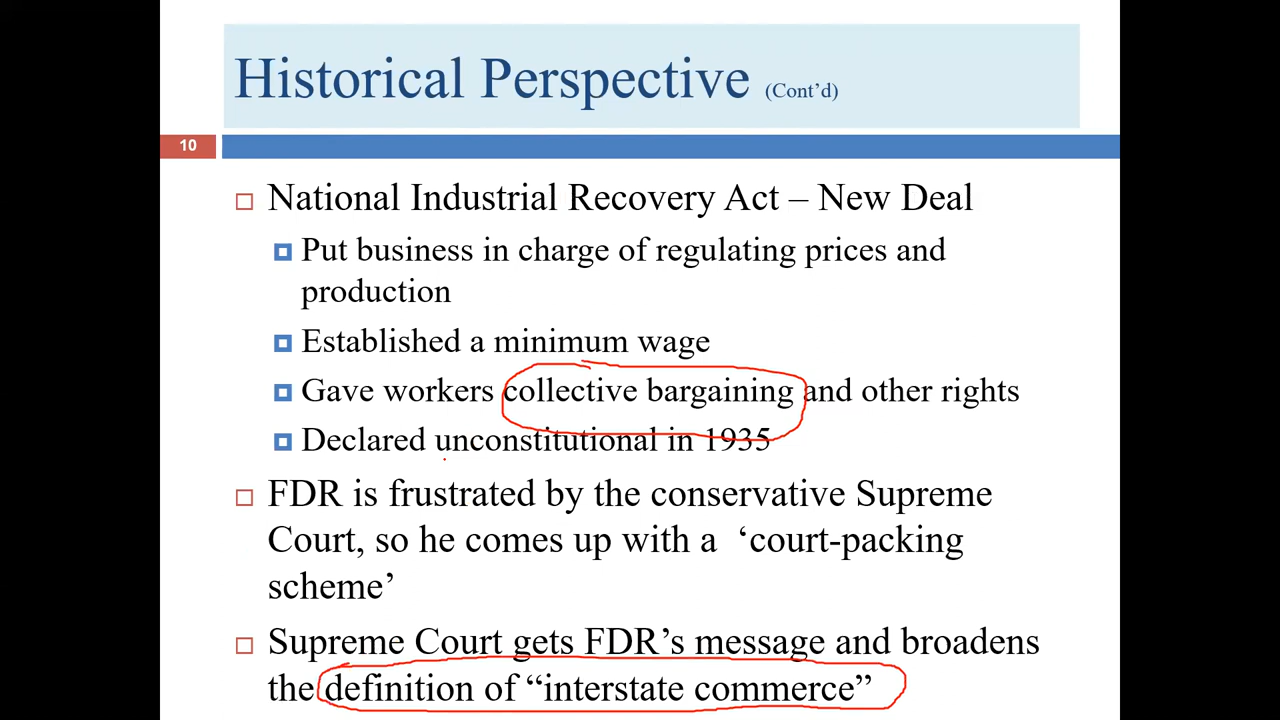 Historical Perspective (Cont’d)
10
National Industrial Recovery Act – New Deal
Put business in charge of regulating prices and
production
Established a minimum wage
Gave workers collective bargaining and other rights
Declared unconstitutional in 1935
FDR is frustrated by the conservative Supreme
Court, so he comes up with a ‘court-packing
scheme’
Supreme Court gets FDR’s message and broadens
the definition of “interstate commerce”